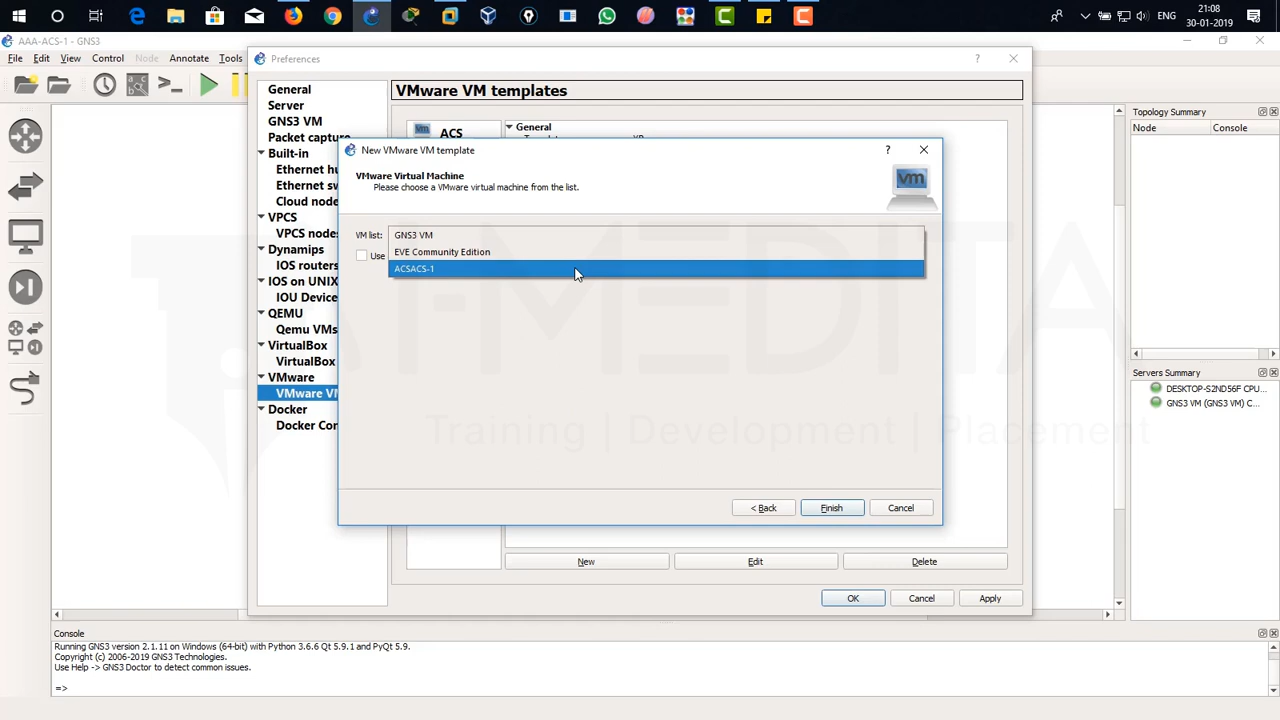 21:08
ENG
30-01-2019
AAA-ACS-1 - GNS3
File Edit View Control Node Annotate Tools
Preferences
General
Server
GNS3 VM
Packet capture
Built-in
Ethernet hu
Ethernet sw
Cloud node
VPCS
VPCS node
Dynamips
IOS routers
IOS on UNIX
IOU Device
QEMU
Qemu VMs
VirtualBox
VirtualBox
VMware
VMware VM
Docker
Docker Con
VMware VM templates
ACS
General
New VMware VM template
VMware Virtual Machine
Please choose a VMware virtual machine from the list.
vm
VM list:
GNS3 VM
EVE Community Edition
ACSACS-1
Use
< Back Finish Cancel
New Edit Delete
OK Cancel Apply
Topology Summary
Node Console
Servers Summary
DESKTOP-S2ND56F CPU...
GNS3 VM (GNS3 VM) C...
I-MEDITA
Training | Development | Placement
Console
Running GNS3 version 2.1.11 on Windows (64-bit) with Python 3.6.6 Qt 5.9.1 and PyQt 5.9.
Copyright (c) 2006-2019 GNS3 Technologies.
Use Help -> GNS3 Doctor to detect common issues.
=>